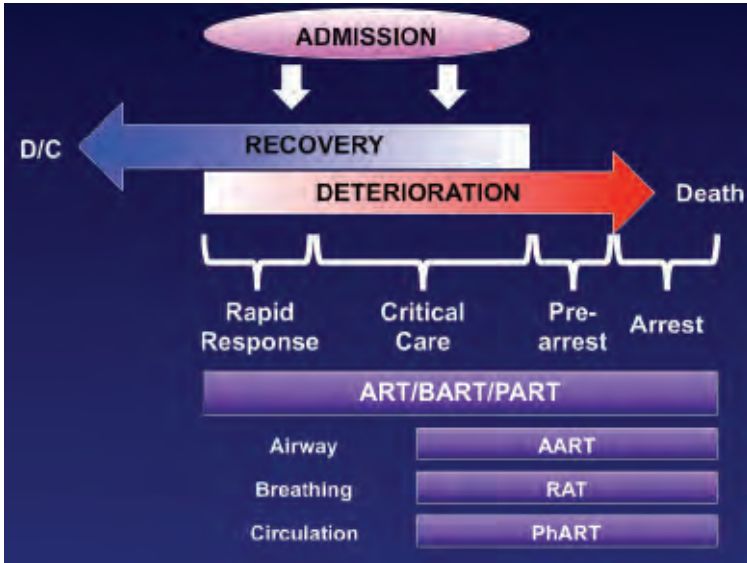 ADMISSION
D/C
RECOVERY
DETERIORATION
Death
Rapid
Response
Critical
Care
Pre-
arrest
Arrest
ART/BART/PART
Airway
AART
Breathing
RAT
Circulation
PhART